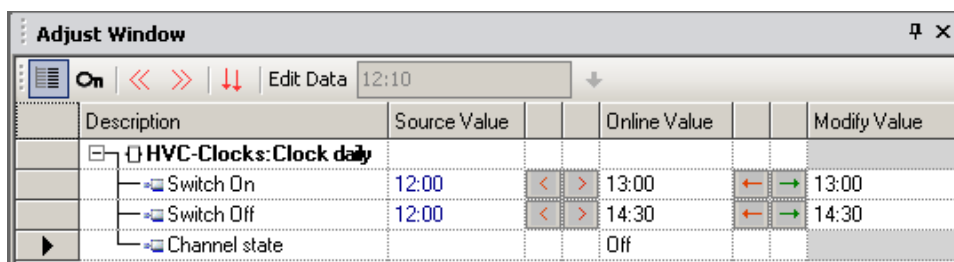 Adjust Window
On Edit Data 12:10
Description Source Value Online Value Modify Value
HVC-Clocks:Clock daily
Switch On 12:00 < > 13:00 ← → 13:00
Switch Off 12:00 < > 14:30 ← → 14:30
Channel state Off